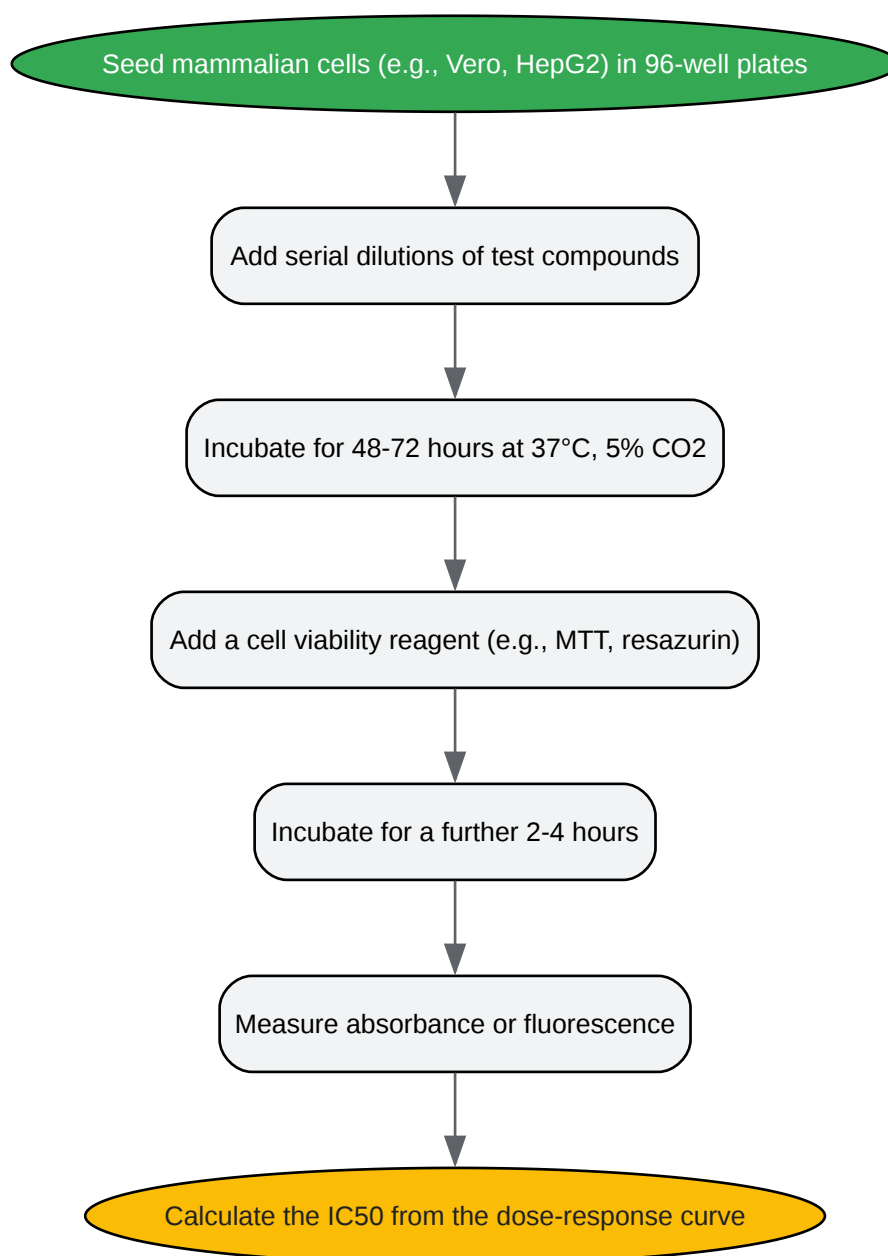 Seed mammalian cells (e.g., Vero, HepG2) in 96-well plates
Add serial dilutions of test compounds
Incubate for 48-72 hours at 37°C, 5% CO2
Add a cell viability reagent (e.g., MTT, resazurin)
Incubate for a further 2-4 hours
Measure absorbance or fluorescence
Calculate the IC50 from the dose-response curve